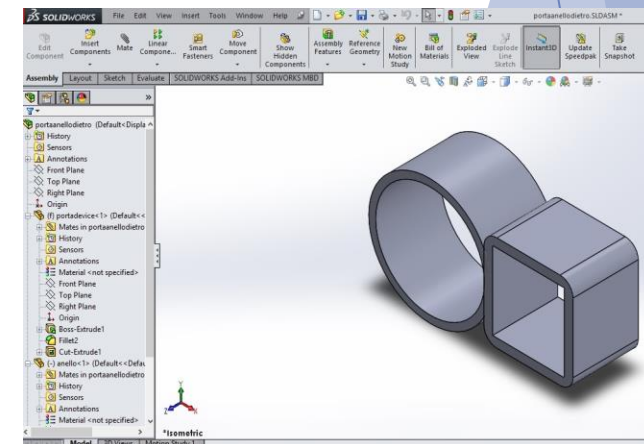 SOLIDWORKS File Edit View Insert Tools Window Help portaanellodietro.SLDASM *
Edit Component
Insert Components
Mate
Linear Compone...
Smart Fasteners
Move Component
Show Hidden Components
Assembly Features
Reference Geometry
New Motion Study
Bill of Materials
Exploded View
Explode Line Sketch
Instant3D
Update Speedpak
Take Snapshot
Assembly Layout Sketch Evaluate SOLIDWORKS Add-Ins SOLIDWORKS MBD
portaanellodietro (Default<Displa
History
Sensors
Annotations
Front Plane
Top Plane
Right Plane
Origin
(f) portadevice<1> (Default<<
Mates in portaanellodietro
History
Sensors
Annotations
Material <not specified>
Front Plane
Top Plane
Right Plane
Origin
Boss-Extrude1
Fillet2
Cut-Extrude1
(-) anello<1> (Default<<Defau
Mates in portaanellodietro
History
Sensors
Annotations
Material <not specified>
*Isometric
Model 3D Views Motion Study 1